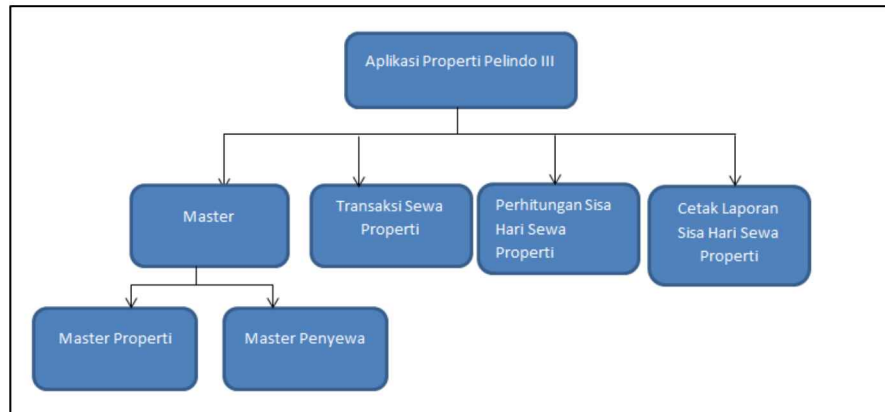 Aplikasi Properti Pelindo III
Master
Transaksi Sewa
Properti
Perhitungan Sisa
Hari Sewa
Properti
Cetak Laporan
Sisa Hari Sewa
Properti
Master Properti
Master Penyewa